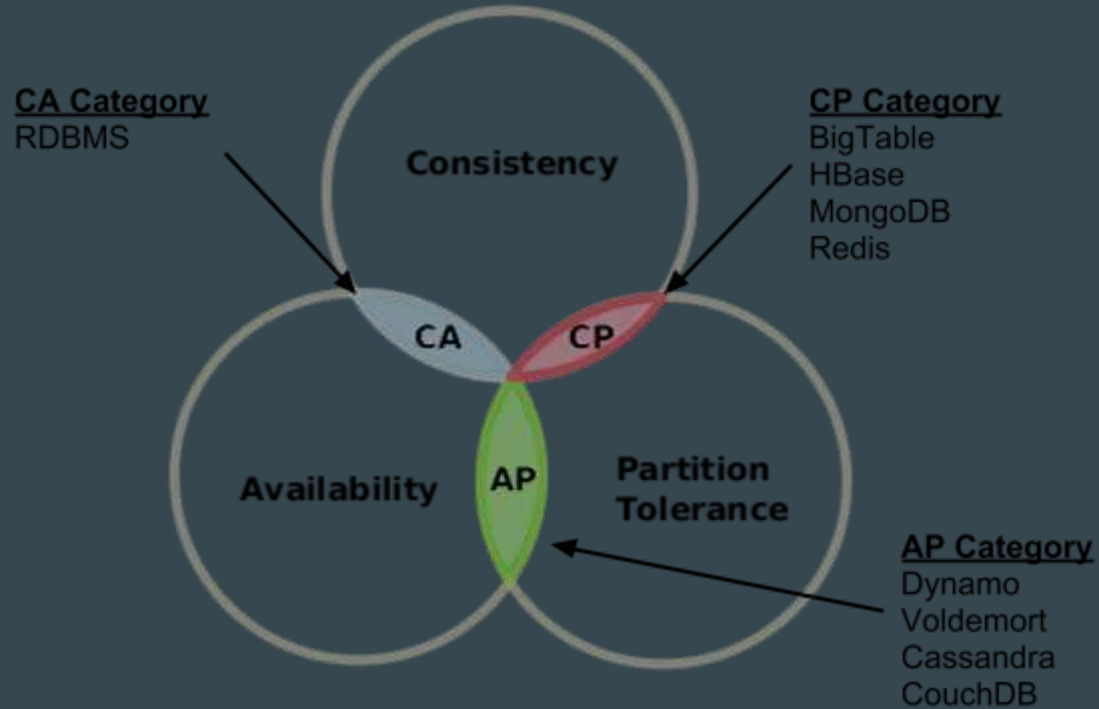 CA Category
RDBMS
CP Category
BigTable
HBase
MongoDB
Redis
Consistency
CA
CP
Availability
AP
Partition
Tolerance
AP Category
Dynamo
Voldemort
Cassandra
CouchDB